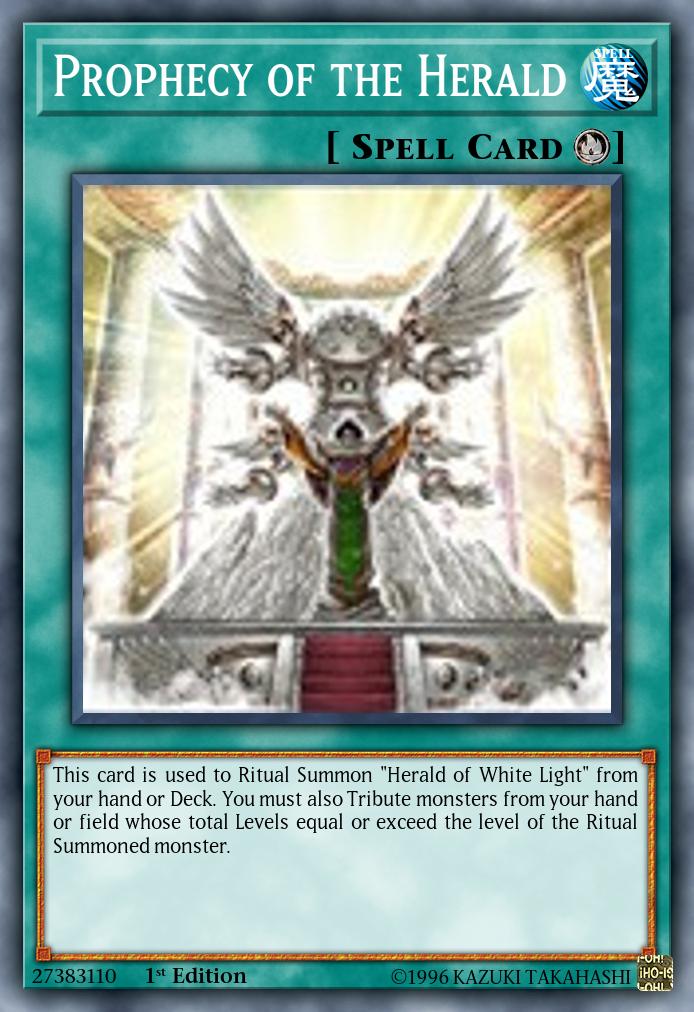 PROPHECY OF THE HERALD
SPELL
魔
[ SPELL CARD ]
This card is used to Ritual Summon "Herald of White Light" from
your hand or Deck. You must also Tribute monsters from your hand
or field whose total Levels equal or exceed the level of the Ritual
Summoned monster.
27383110 1st Edition ©1996 KAZUKI TAKAHASHI